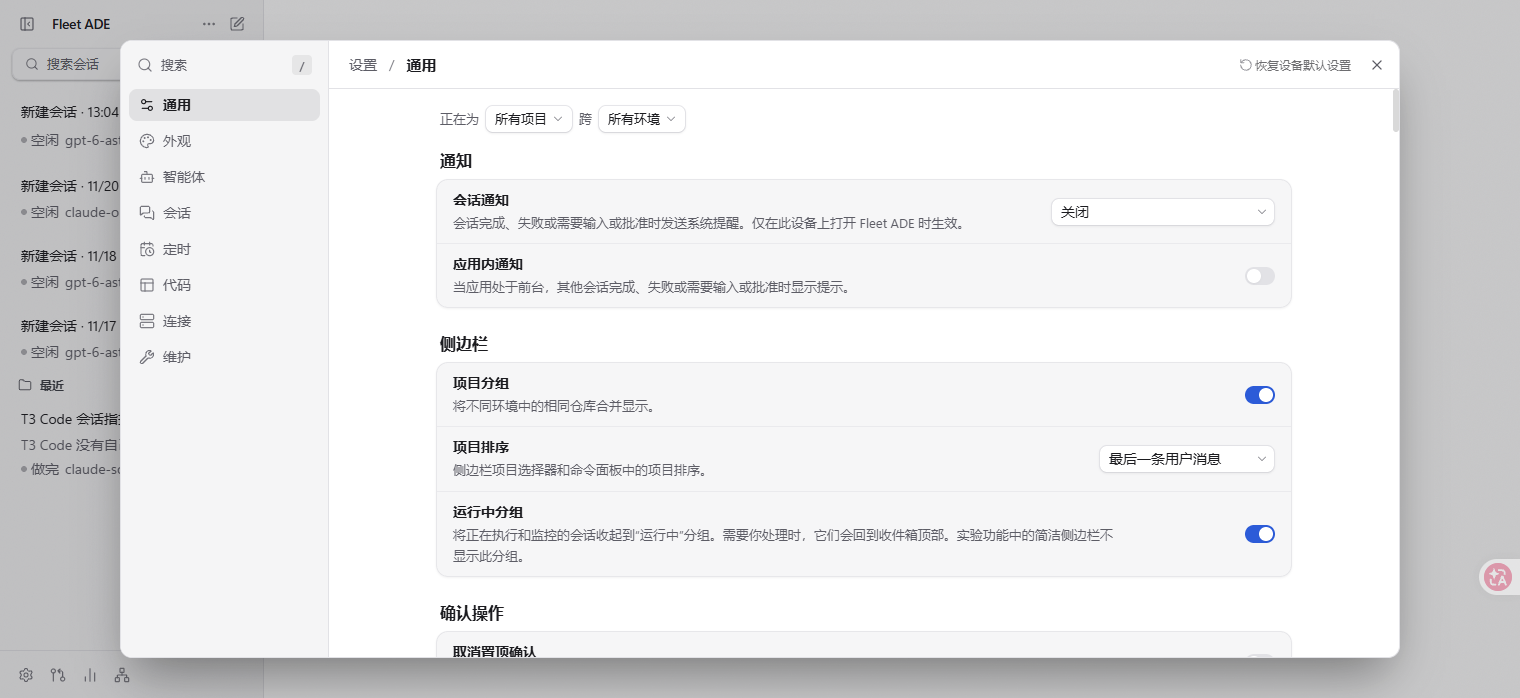 Fleet ADE
搜索会话
新建会话 · 13:04
空闲 gpt-6-ast
新建会话 · 11/20
空闲 claude-o
新建会话 · 11/18
空闲 gpt-6-ast
新建会话 · 11/17
空闲 gpt-6-ast
最近
T3 Code 会话指
T3 Code 没有自
做完 claude-so
搜索 /
通用
外观
智能体
会话
定时
代码
连接
维护
设置 / 通用
恢复设备默认设置
正在为 所有项目 跨 所有环境
通知
会话通知
会话完成、失败或需要输入或批准时发送系统提醒。仅在此设备上打开 Fleet ADE 时生效。
关闭
应用内通知
当应用处于前台，其他会话完成、失败或需要输入或批准时显示提示。
侧边栏
项目分组
将不同环境中的相同仓库合并显示。
项目排序
侧边栏项目选择器和命令面板中的项目排序。
最后一条用户消息
运行中分组
将正在执行和监控的会话收起到“运行中”分组。需要你处理时，它们会回到收件箱顶部。实验功能中的简洁侧边栏不
显示此分组。
确认操作
取消置顶确认